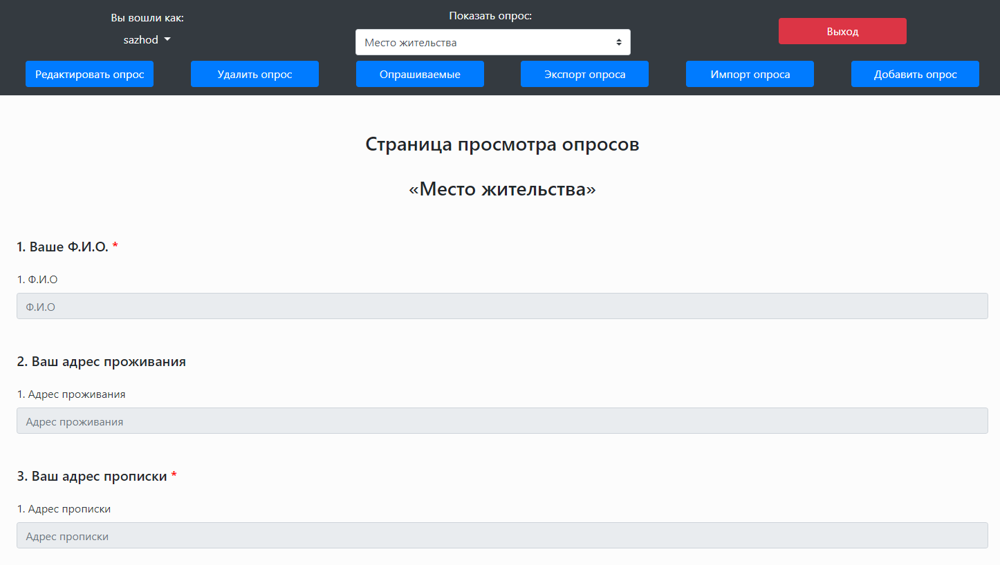 Вы вошли как:
sazhod
Показать опрос:
Место жительства
Выход
Редактировать опрос
Удалить опрос
Опрашиваемые
Экспорт опроса
Импорт опроса
Добавить опрос
Страница просмотра опросов
«Место жительства»
1. Ваше Ф.И.О. *
1. Ф.И.О
Ф.И.О
2. Ваш адрес проживания
1. Адрес проживания
Адрес проживания
3. Ваш адрес прописки *
1. Адрес прописки
Адрес прописки